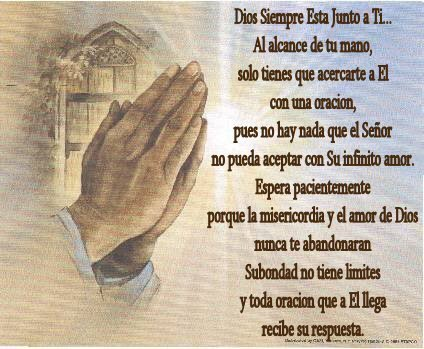 Dios Siempre Esta Junto a Ti...
Al alcance de tu mano,
solo tienes que acercarte a El
con una oracion,
pues no hay nada que el Señor
no pueda aceptar con Su infinito amor.
Espera pacientemente
porque la misericordia y el amor de Dios
nunca te abandonaran
Subondad no tiene limites
y toda oracion que a El llega
recibe su respuesta.